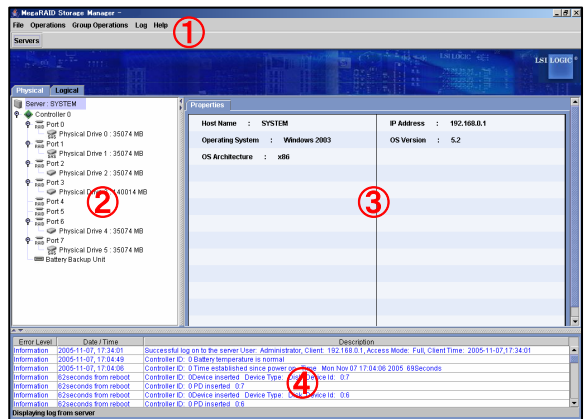 MegaRAID Storage Manager -
File Operations Group Operations Log Help
①
Servers
LSI LOGIC
Physical Logical
Server: SYSTEM
Controller 0
Port 0
Physical Drive 0 : 35074 MB
Port 1
Physical Drive 1 : 35074 MB
Port 2
Physical Drive 2 : 35074 MB
Port 3
Physical 140014 MB
Port 4
②
Port 5
Port 6
Physical Drive 4 : 35074 MB
Port 7
Physical Drive 5 : 35074 MB
Battery Backup Unit
Properties
Host Name : SYSTEM IP Address : 192.168.0.1
Operating System : Windows 2003 OS Version : 5.2
OS Architecture : x86
③
Error Level Date / Time Description
Information 2005-11-07, 17:34:01 Successful log on to the server User: Administrator, Client: 192.168.0.1, Access Mode: Full, Client Time: 2005-11-07,17:34:01
Information 2005-11-07, 17:04:49 Controller ID: 0 Battery temperature is normal
Information 2005-11-07, 17:04:06 Controller ID: 0 Time established since power on: Time Mon Nov 07 17:04:06 2005 69Seconds
Information 62seconds from reboot Controller ID: 0Device inserted Device Type: Disk Device Id: 0:7
Information 62seconds from reboot Controller ID: 0 PD inserted 0:7
Information 62seconds from reboot Controller ID: 0Device inserted Device Type: Disk Device Id: 0:6
Information 62seconds from reboot Controller ID: 0 PD inserted 0:6
④
Displaying log from server